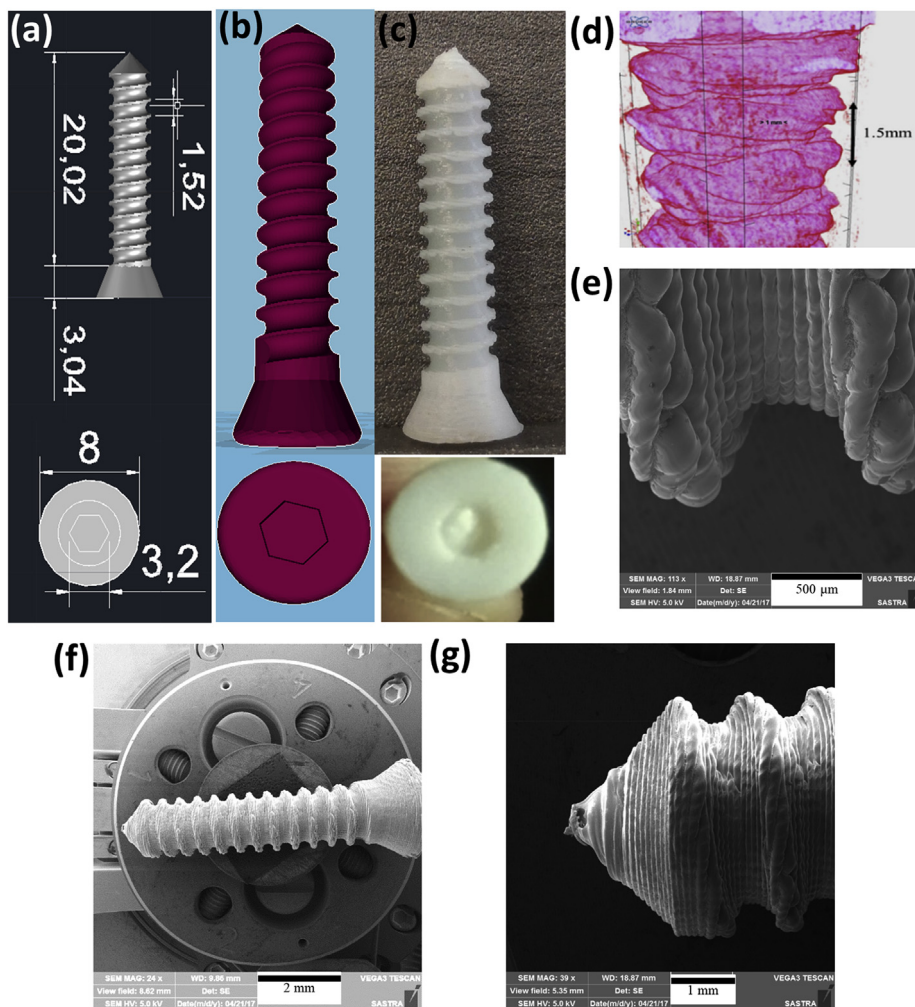 (a)
20,02
1,52
3,04
8
3,2
(b)
(c)
(d)
1 mm
1.5mm
(e)
SEM MAG: 113 x WD: 18.87 mm VEGA3 TESCAN
View field: 1.84 mm Det: SE 500 µm
SEM HV: 5.0 kV Date(m/d/y): 04/21/17 SASTRA
(f)
SEM MAG: 24 x WD: 9.86 mm VEGA3 TESCAN
View field: 8.62 mm Det: SE 2 mm
SEM HV: 5.0 kV Date(m/d/y): 04/21/17 SASTRA
(g)
SEM MAG: 39 x WD: 18.87 mm VEGA3 TESCAN
View field: 5.35 mm Det: SE 1 mm
SEM HV: 5.0 kV Date(m/d/y): 04/21/17 SASTRA